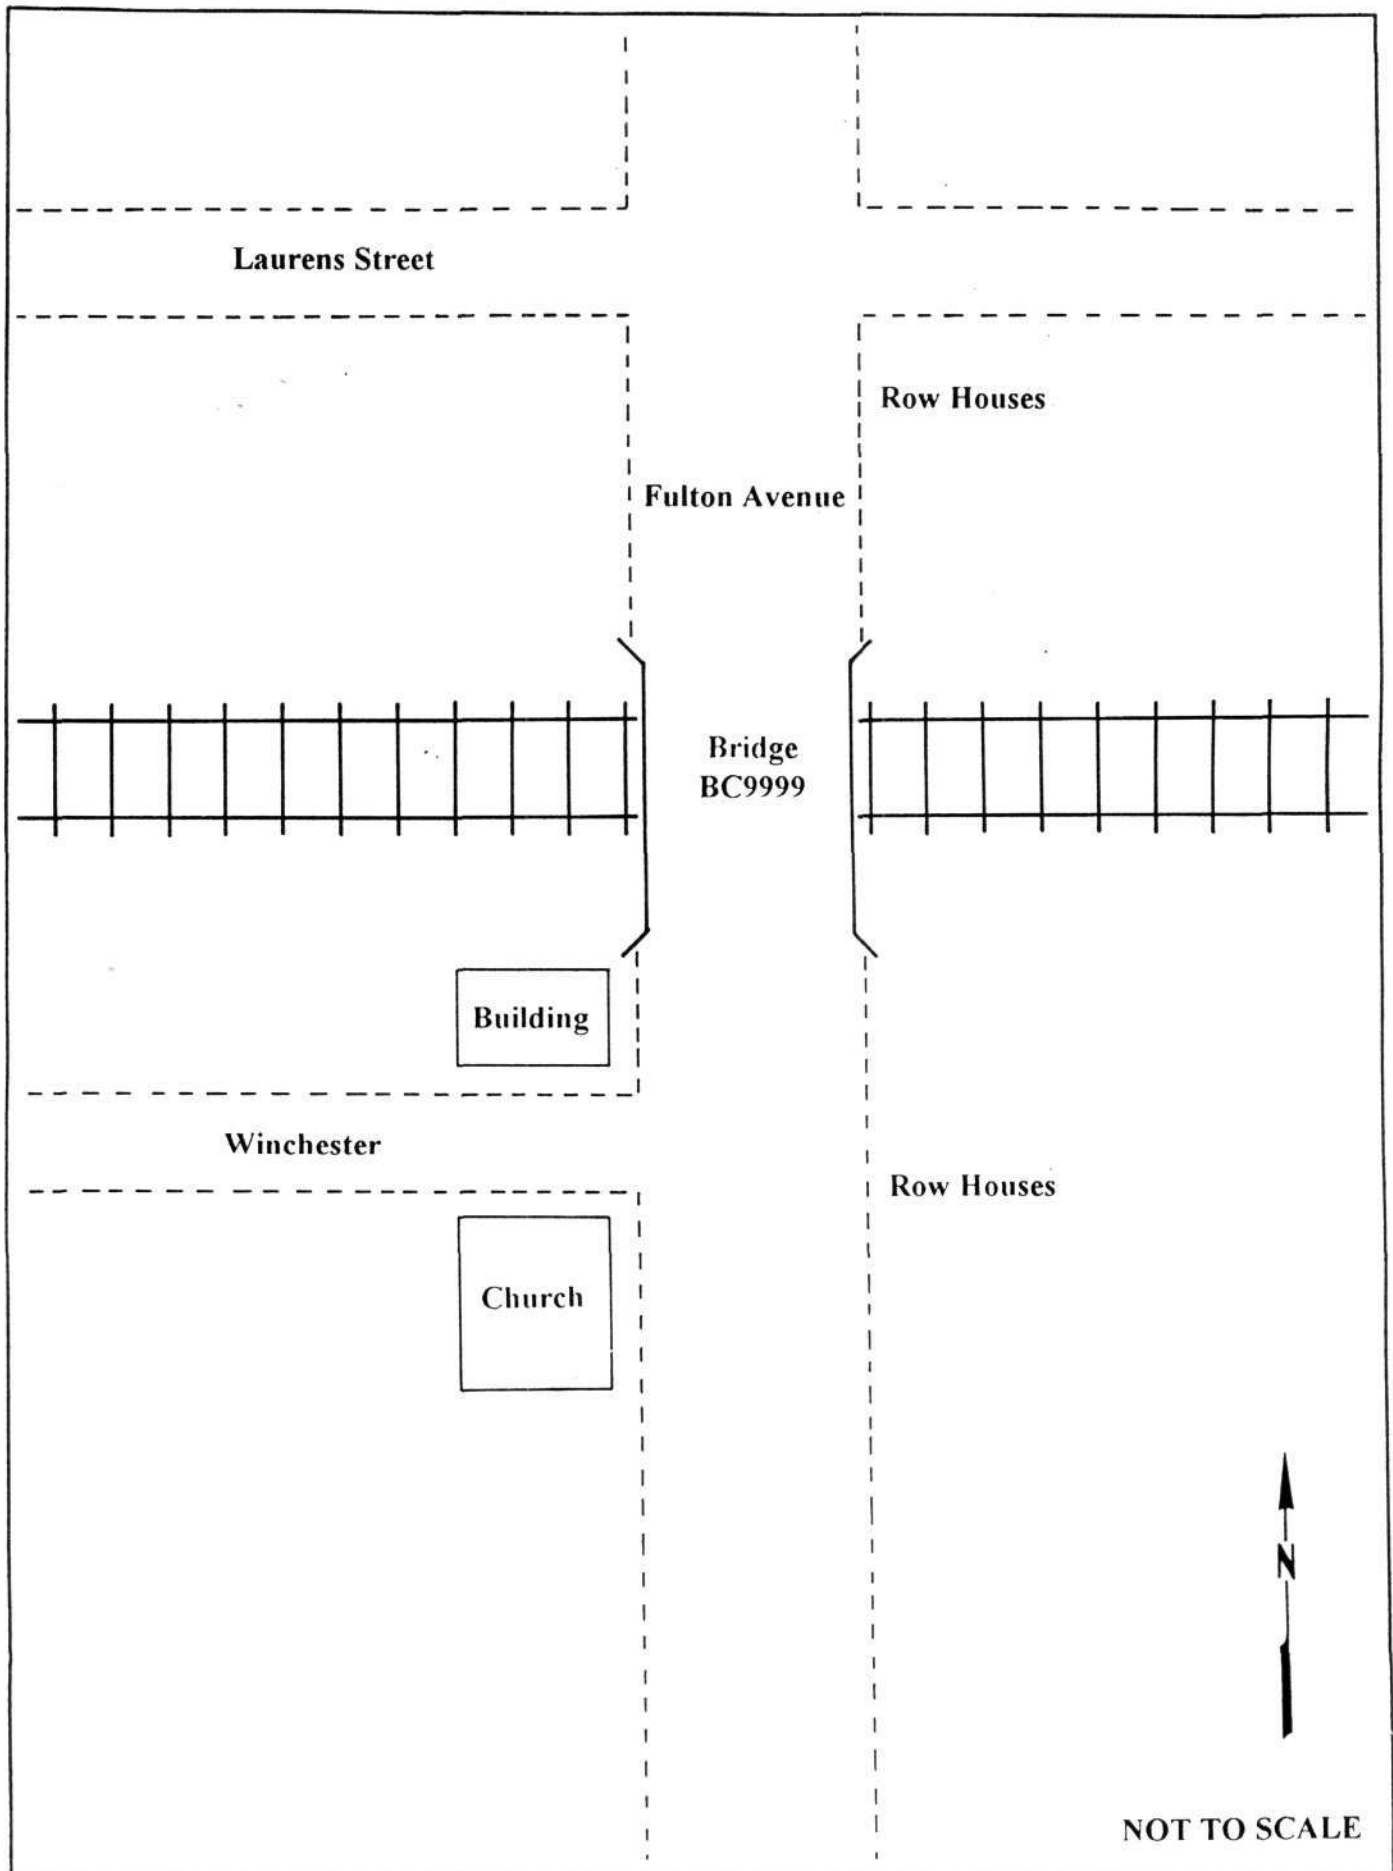 Laurens Street
Row Houses
Fulton Avenue
Bridge
BC9999
Building
Winchester
Row Houses
Church
N
NOT TO SCALE